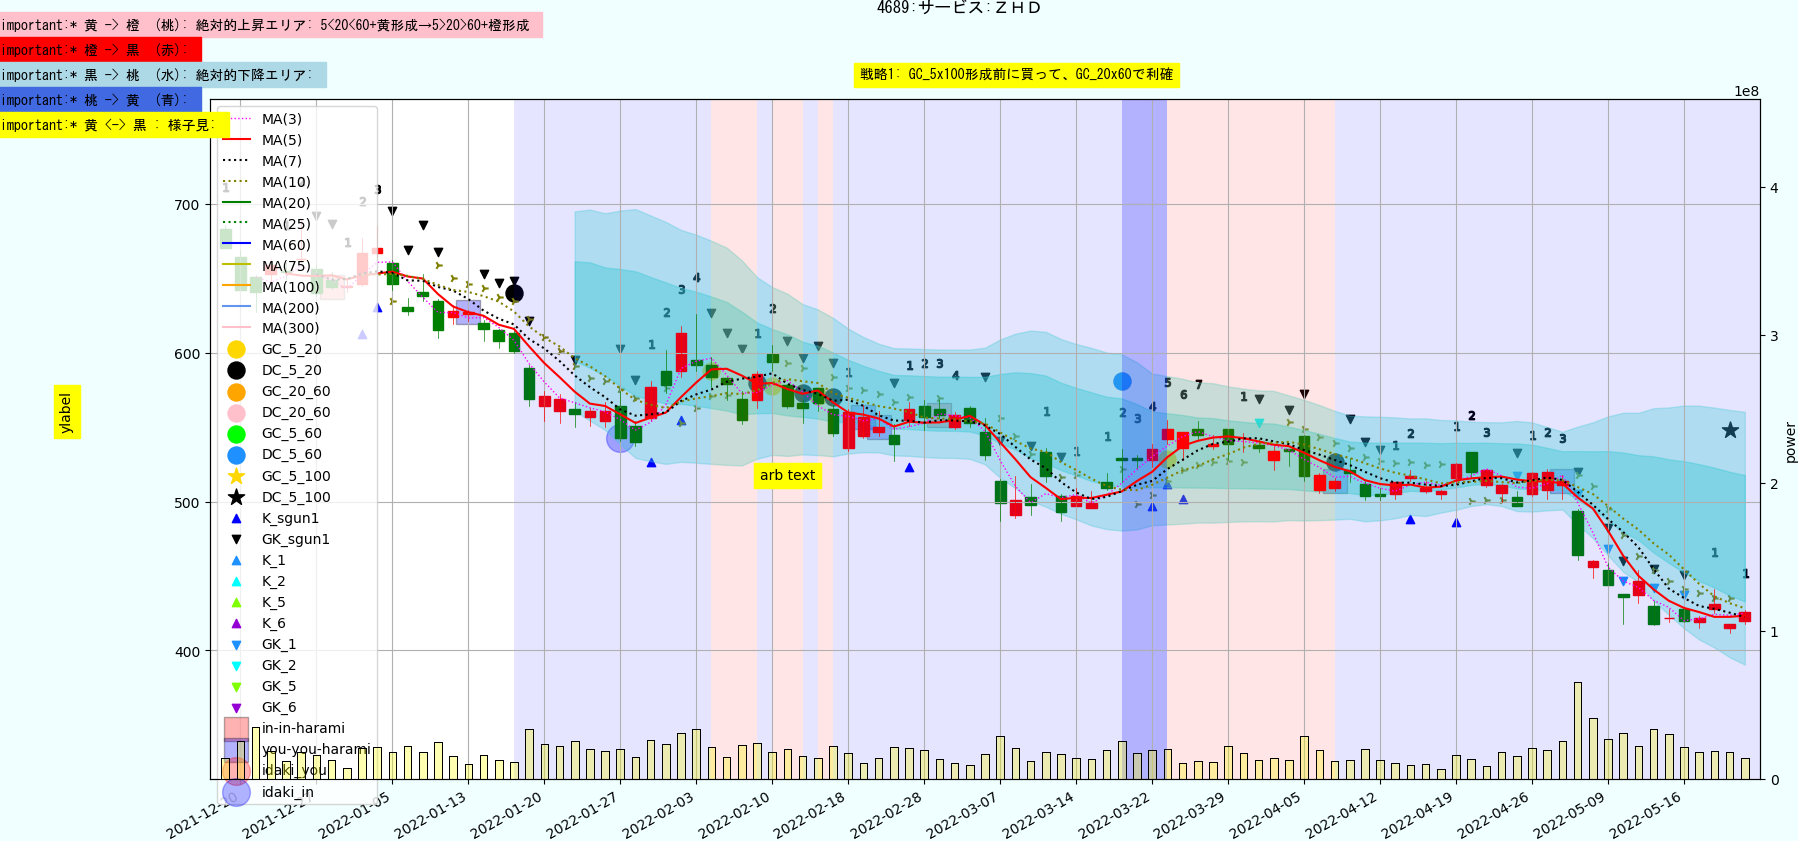 4689:サービス:ＺＨＤ
important:* 黄 -> 橙 （桃）: 絶対的上昇エリア: 5<20<60+黄形成→5>20>60+橙形成
important:* 橙 -> 黒 （赤）:
important:* 黒 -> 桃 （水）: 絶対的下降エリア:
戦略1: GC_5x100形成前に買って、GC_20x60で利確
important:* 桃 -> 黄 （青）:
important:* 黄 <-> 黒 : 様子見:
1e8
MA(3)
MA(5)
MA(7)
MA(10)
MA(20)
MA(25)
MA(60)
MA(75)
MA(100)
MA(200)
MA(300)
GC_5_20
DC_5_20
GC_20_60
DC_20_60
GC_5_60
DC_5_60
GC_5_100
DC_5_100
K_sgun1
GK_sgun1
K_1
K_2
K_5
K_6
GK_1
GK_2
GK_5
GK_6
in-in-harami
you-you-harami
idaki_you
idaki_in
700
600
500
400
ylabel
arb text
4
3
2
1
0
power
2022-01-05
2022-01-13
2022-01-20
2022-01-27
2022-02-03
2022-02-10
2022-02-18
2022-02-28
2022-03-07
2022-03-14
2022-03-22
2022-03-29
2022-04-05
2022-04-12
2022-04-19
2022-04-26
2022-05-09
2022-05-16